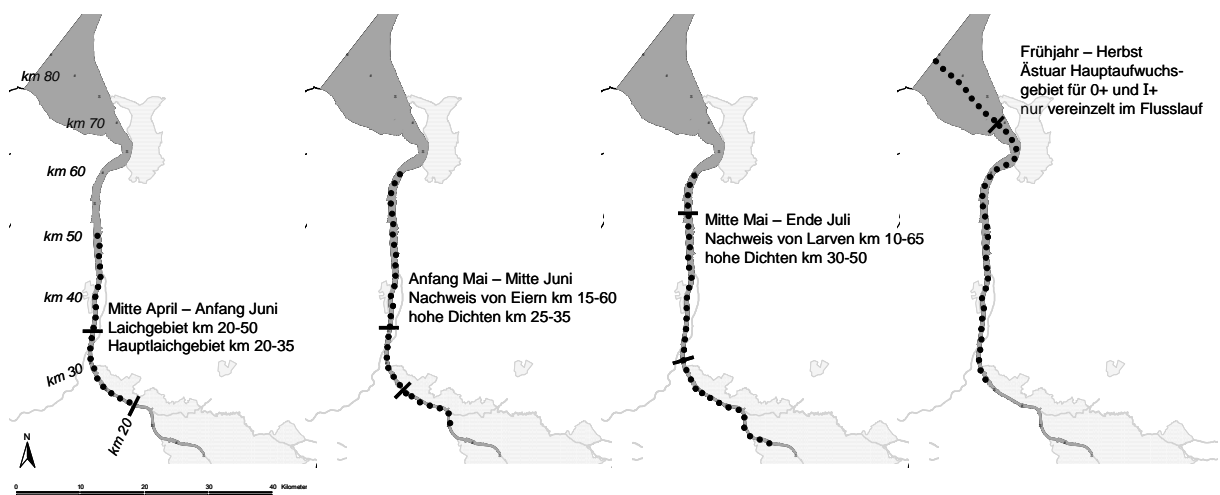 km 80
km 70
km 60
km 50
km 40
km 30
km 20
Mitte April – Anfang Juni
Laichgebiet km 20-50
Hauptlaichgebiet km 20-35
Anfang Mai – Mitte Juni
Nachweis von Eiern km 15-60
hohe Dichten km 25-35
Mitte Mai – Ende Juli
Nachweis von Larven km 10-65
hohe Dichten km 30-50
Frühjahr – Herbst
Ästuar Hauptaufwuchs-
gebiet für 0+ und I+
nur vereinzelt im Flusslauf
N
0 10 20 30 40 Kilometer